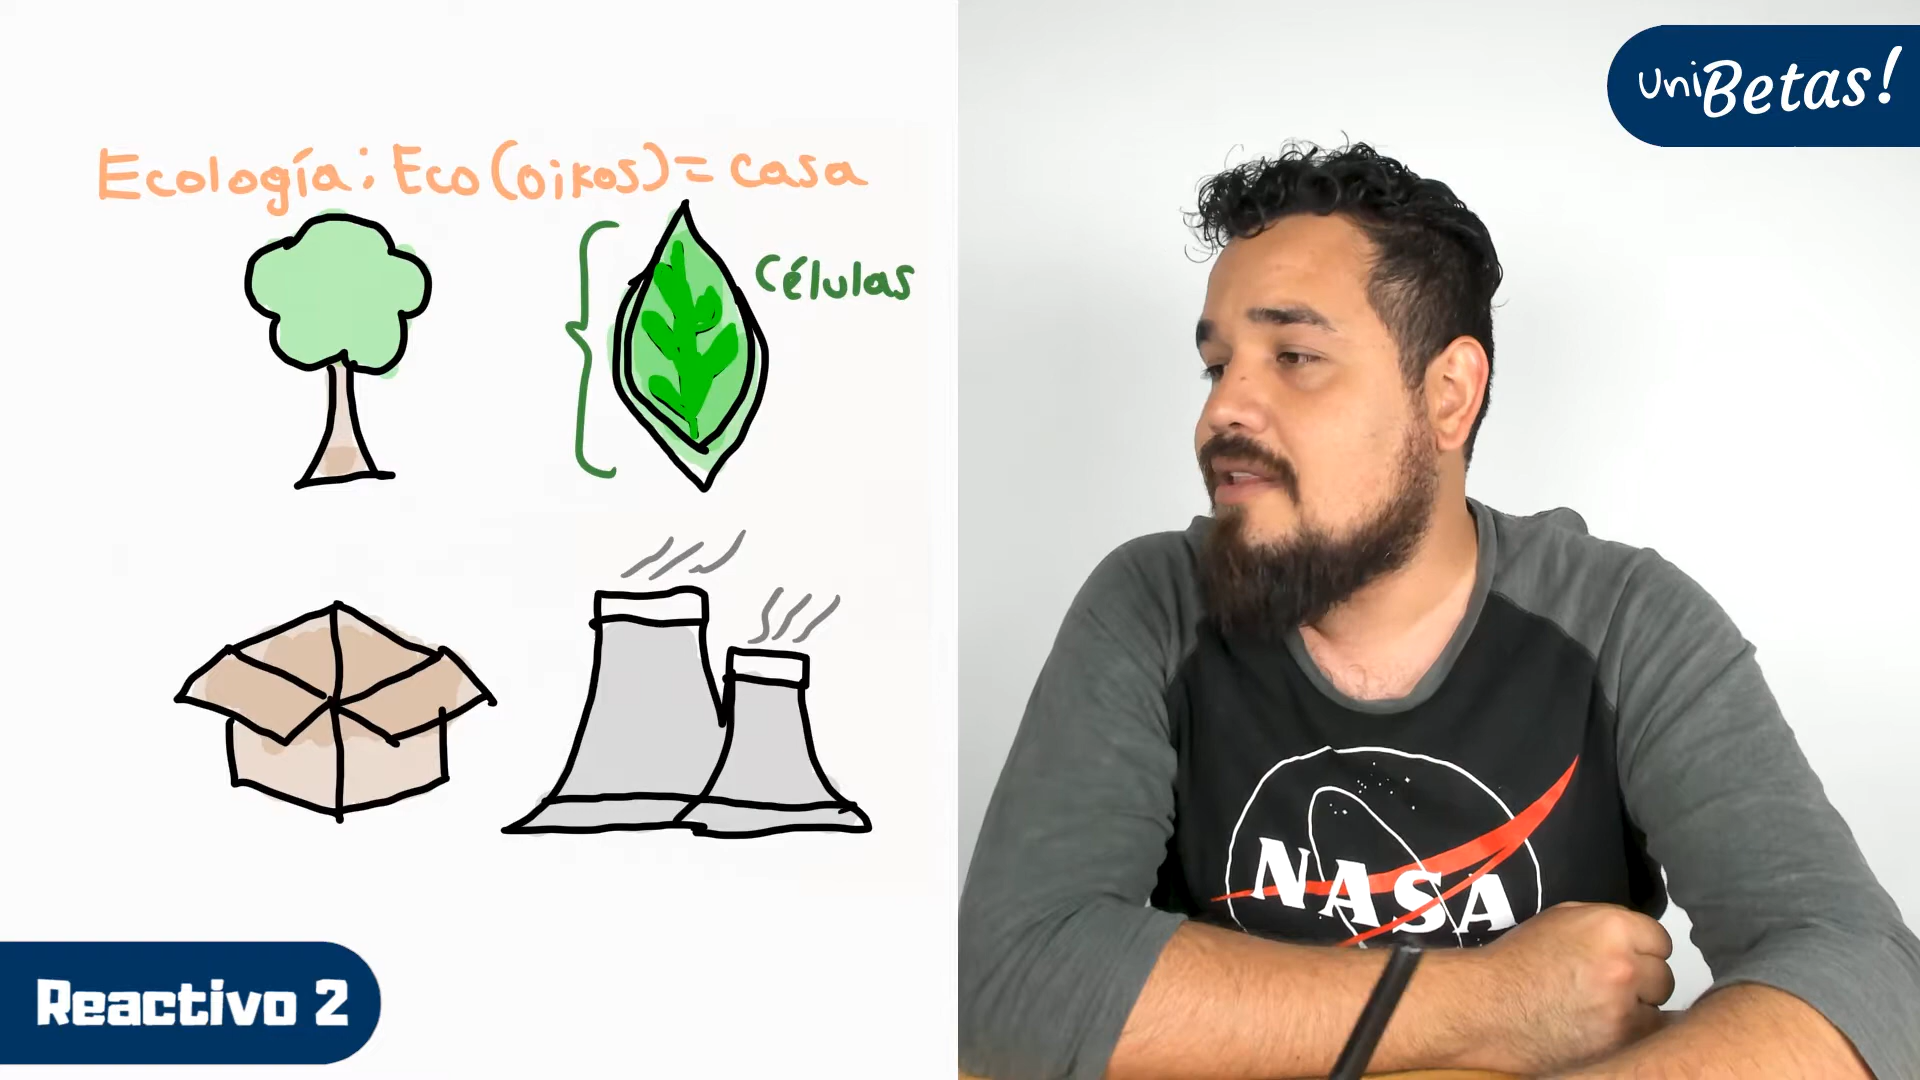 uniBetas!
Ecología: Eco(oikos)= casa
Células
NASA
Reactivo 2